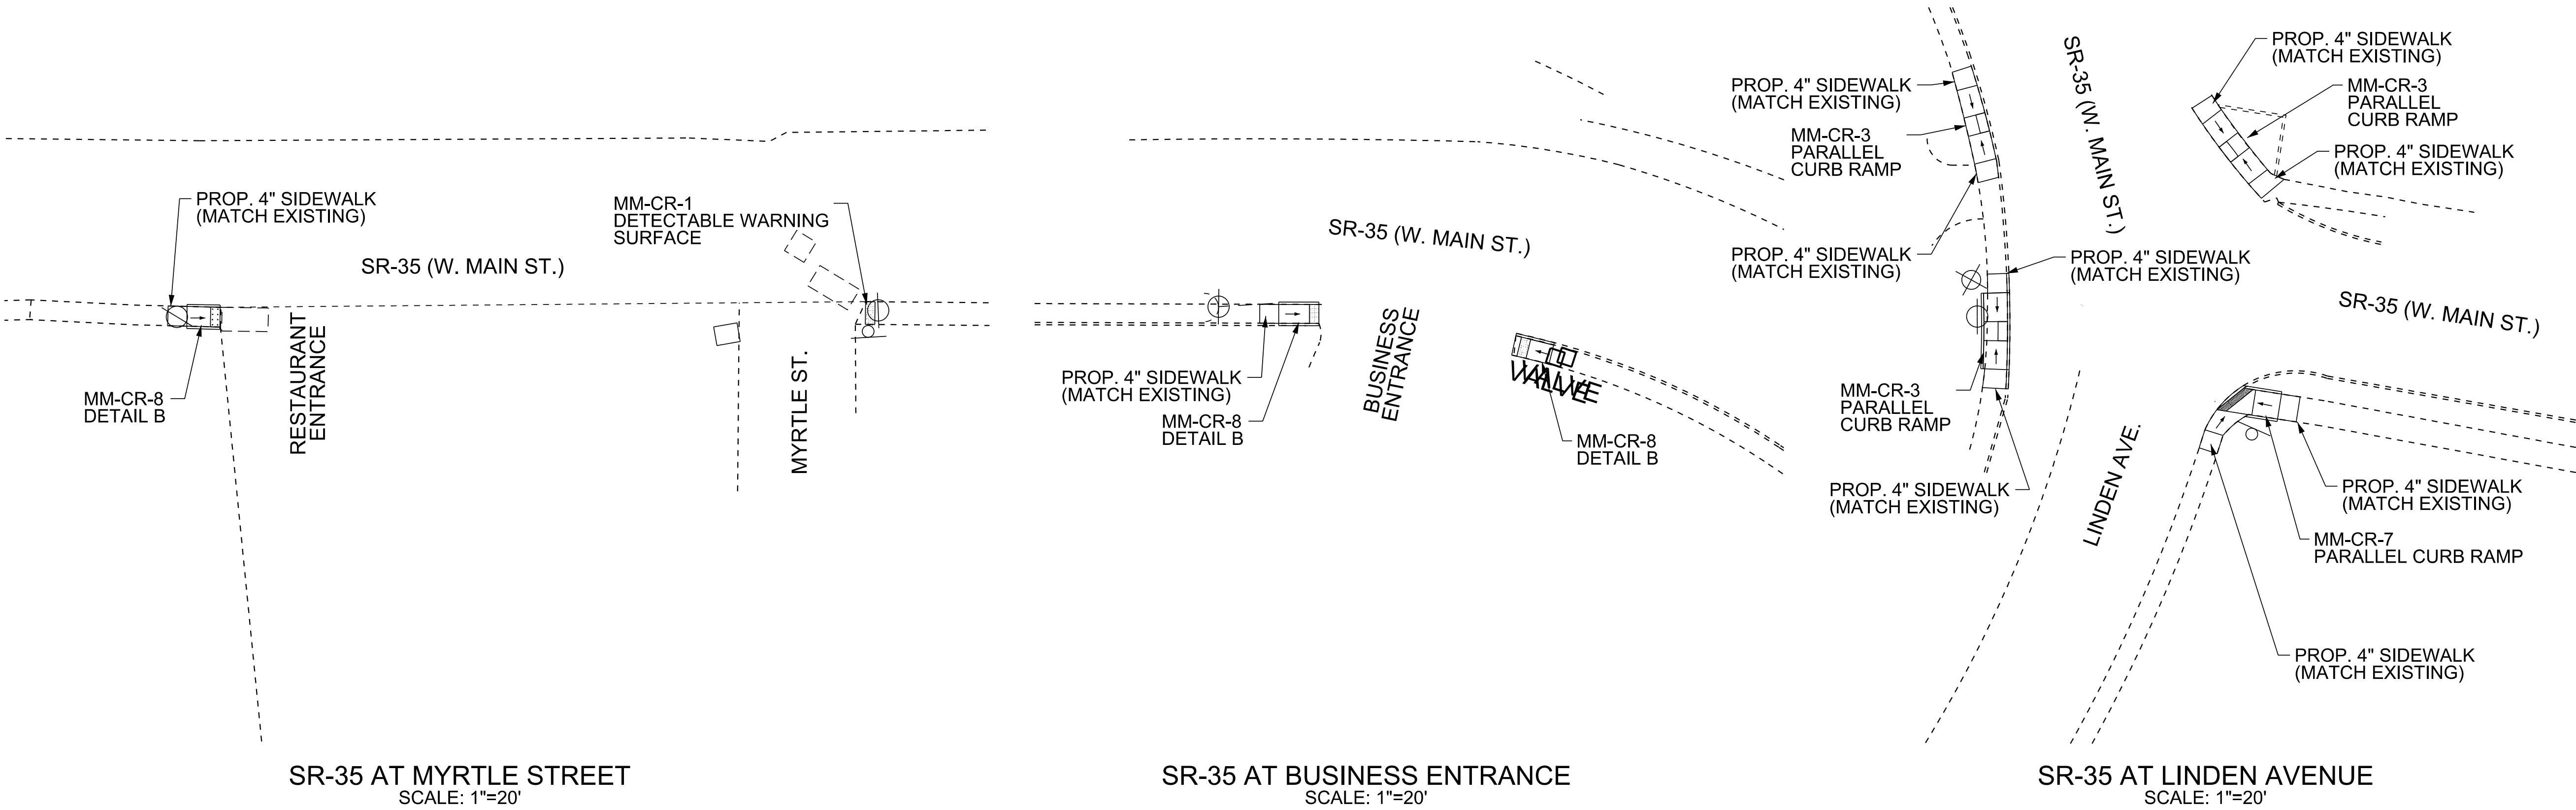 PROP. 4" SIDEWALK
(MATCH EXISTING)
MM-CR-1
DETECTABLE WARNING
SURFACE
SR-35 (W. MAIN ST.)
MM-CR-8
DETAIL B
RESTAURANT
ENTRANCE
MYRTLE ST.
SR-35 AT MYRTLE STREET
SCALE: 1"=20'
SR-35 (W. MAIN ST.)
PROP. 4" SIDEWALK
(MATCH EXISTING)
MM-CR-8
DETAIL B
BUSINESS
ENTRANCE
MM-CR-8
DETAIL B
SR-35 AT BUSINESS ENTRANCE
SCALE: 1"=20'
PROP. 4" SIDEWALK
(MATCH EXISTING)
MM-CR-3
PARALLEL
CURB RAMP
PROP. 4" SIDEWALK
(MATCH EXISTING)
SR-35 (W. MAIN ST.)
PROP. 4" SIDEWALK
(MATCH EXISTING)
MM-CR-3
PARALLEL
CURB RAMP
PROP. 4" SIDEWALK
(MATCH EXISTING)
PROP. 4" SIDEWALK
(MATCH EXISTING)
SR-35 (W. MAIN ST.)
MM-CR-3
PARALLEL
CURB RAMP
PROP. 4" SIDEWALK
(MATCH EXISTING)
LINDEN AVE.
PROP. 4" SIDEWALK
(MATCH EXISTING)
MM-CR-7
PARALLEL CURB RAMP
PROP. 4" SIDEWALK
(MATCH EXISTING)
SR-35 AT LINDEN AVENUE
SCALE: 1"=20'